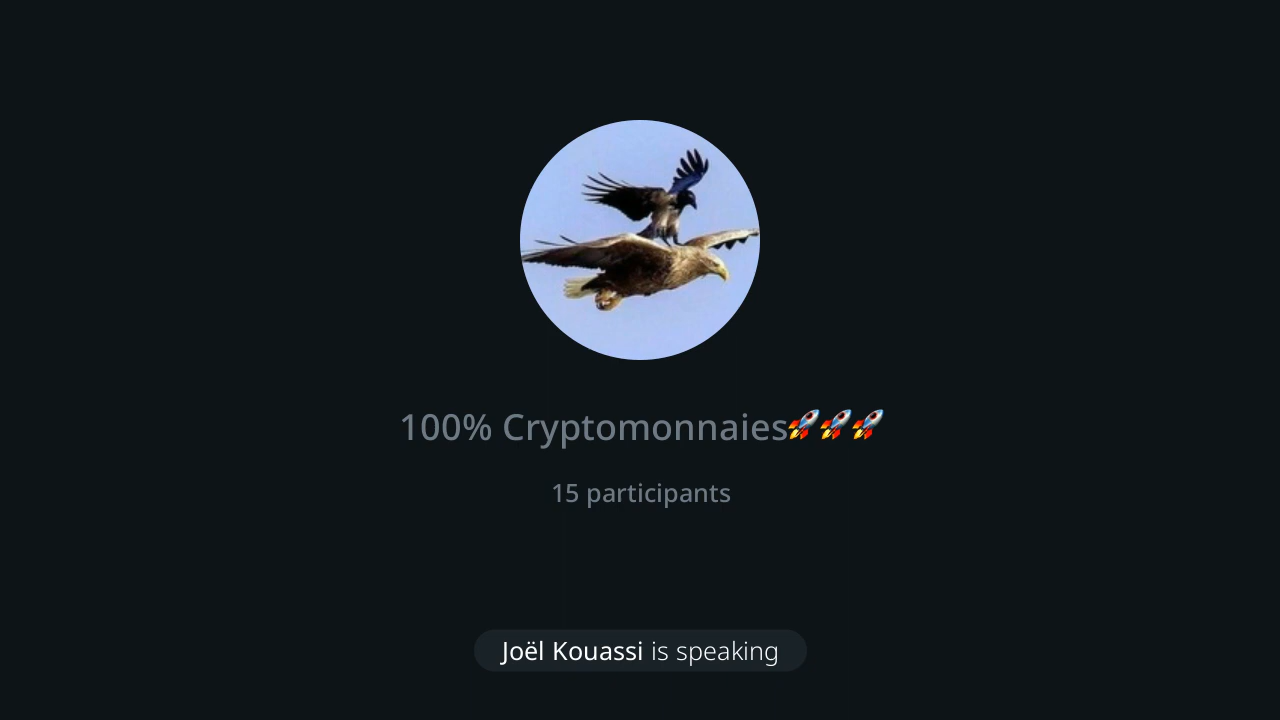 100% Cryptomonnaies🚀🚀🚀
15 participants
Joël Kouassi is speaking